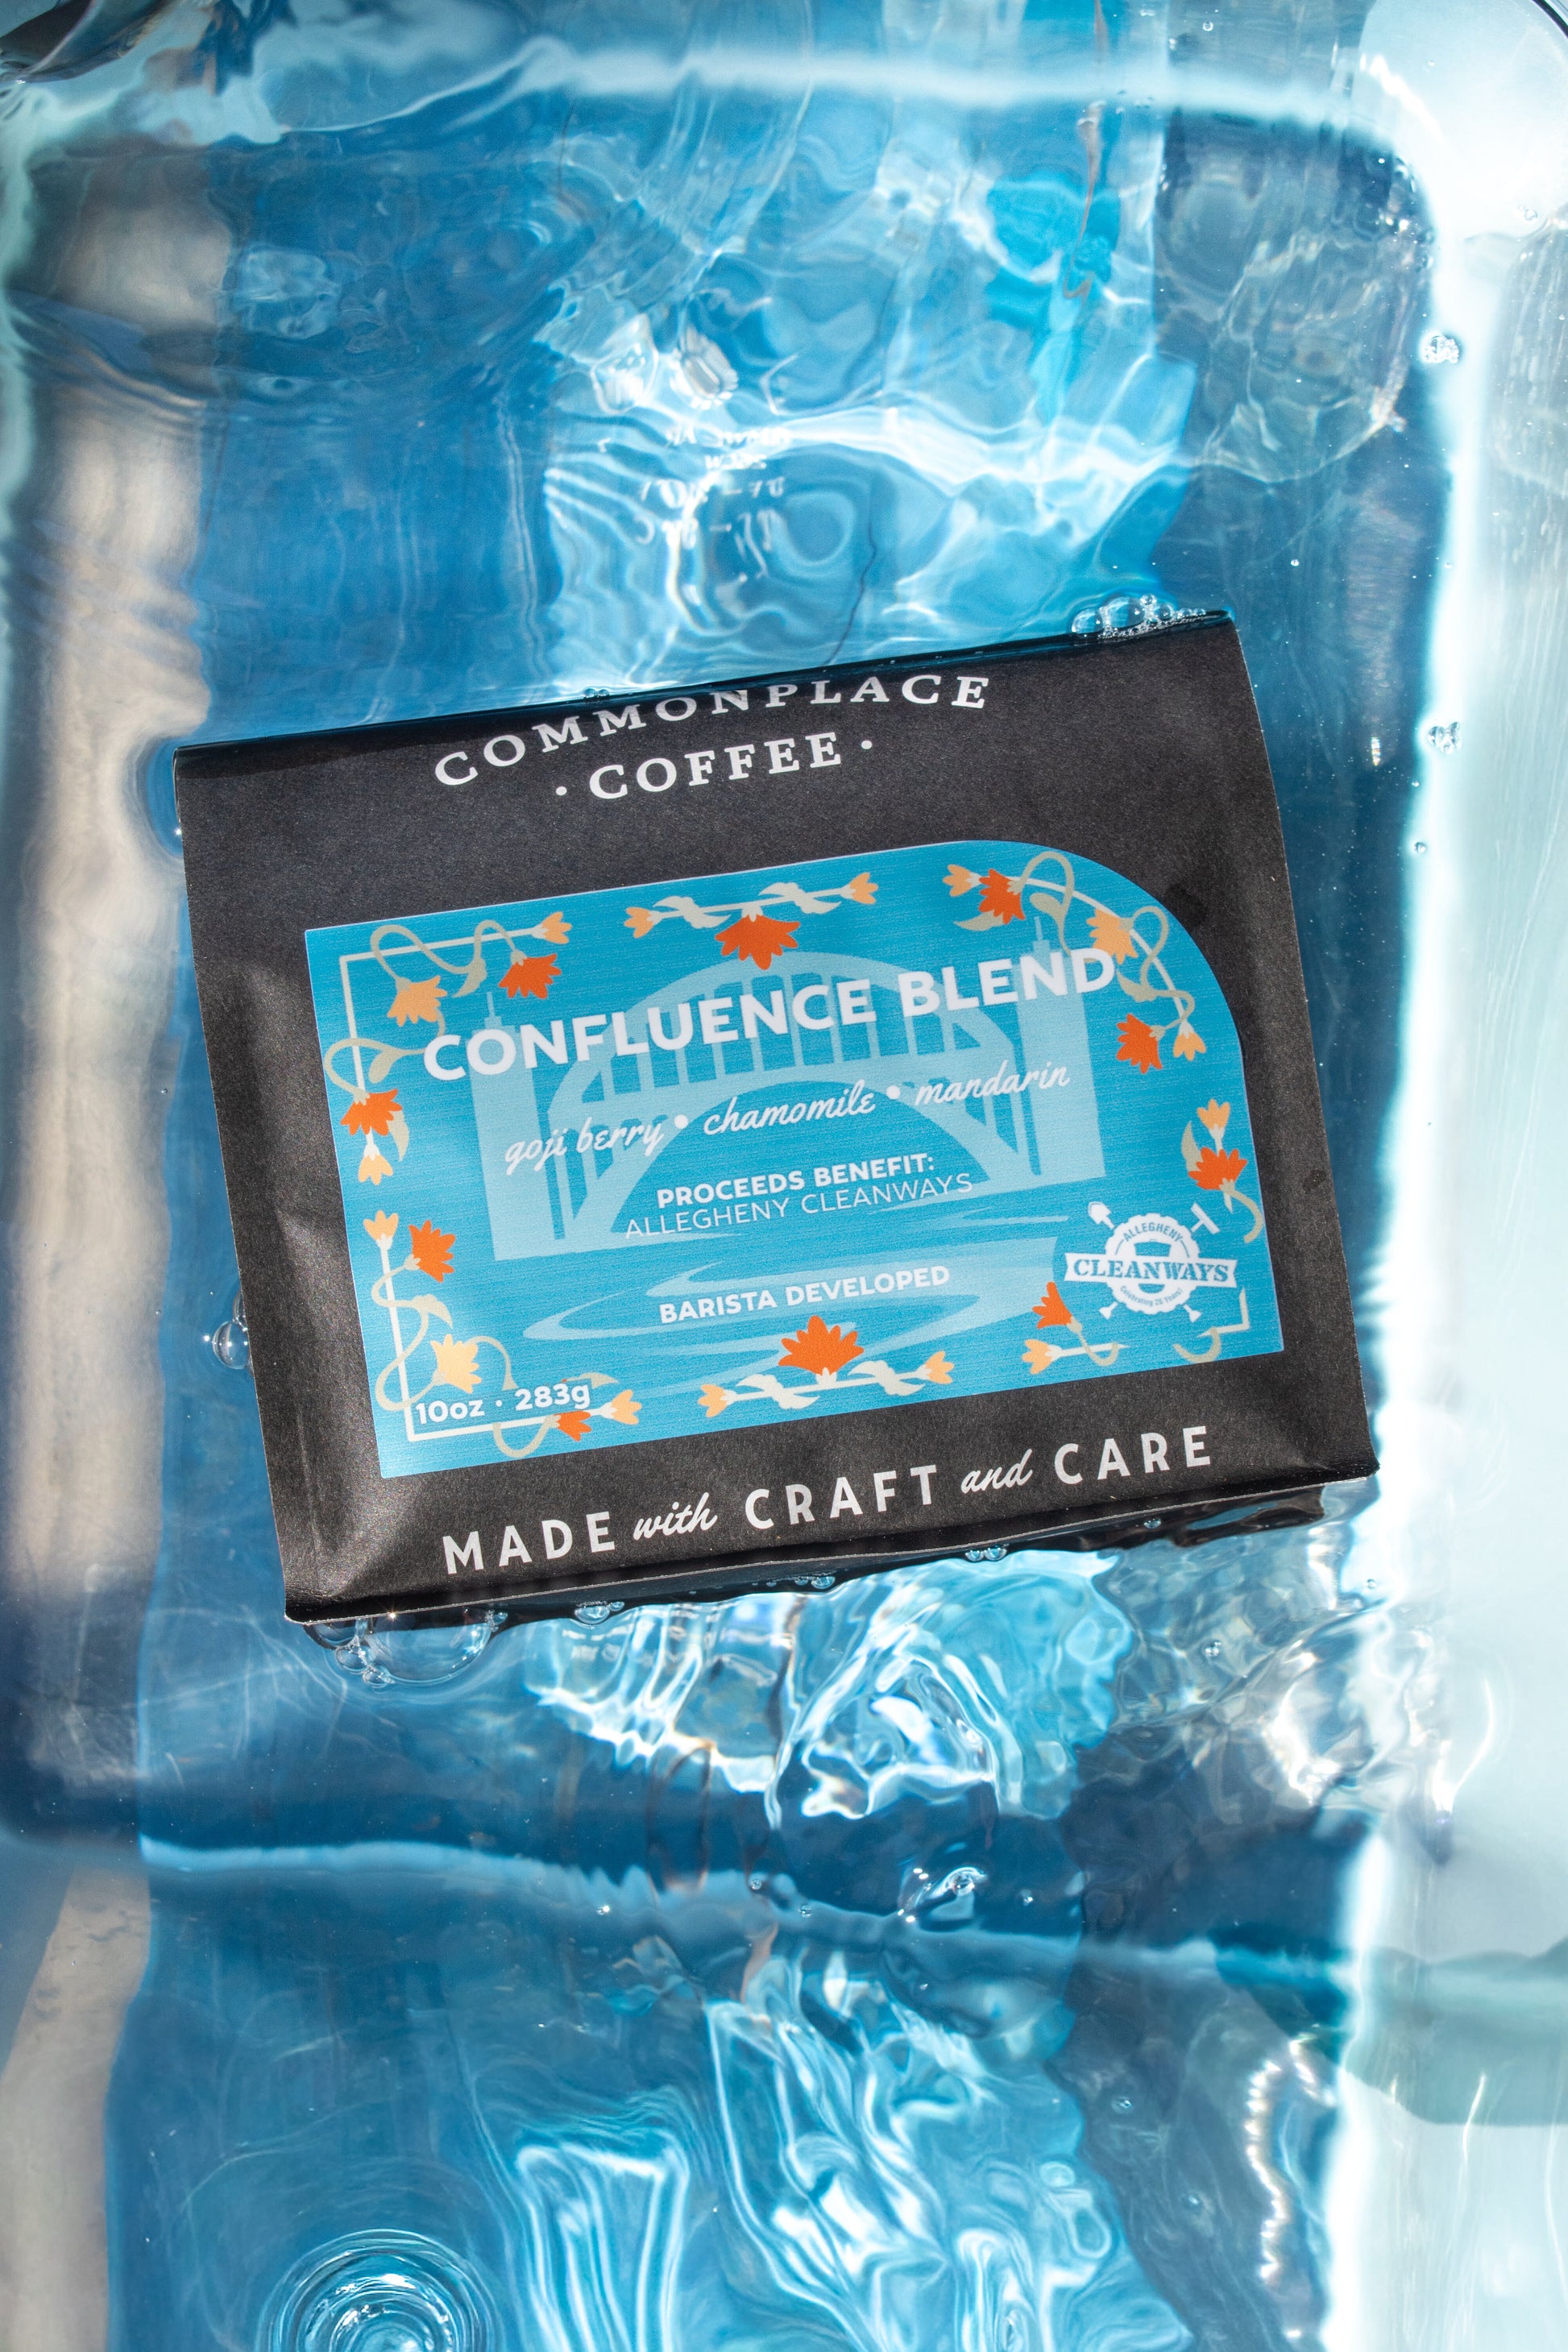 COMMONPLACE
· COFFEE ·
CONFLUENCE BLEND
goji berry • chamomile • mandarin
PROCEEDS BENEFIT:
ALLEGHENY CLEANWAYS
ALLEGHENY
CLEANWAYS
BARISTA DEVELOPED
10oz · 283g
MADE with CRAFT and CARE